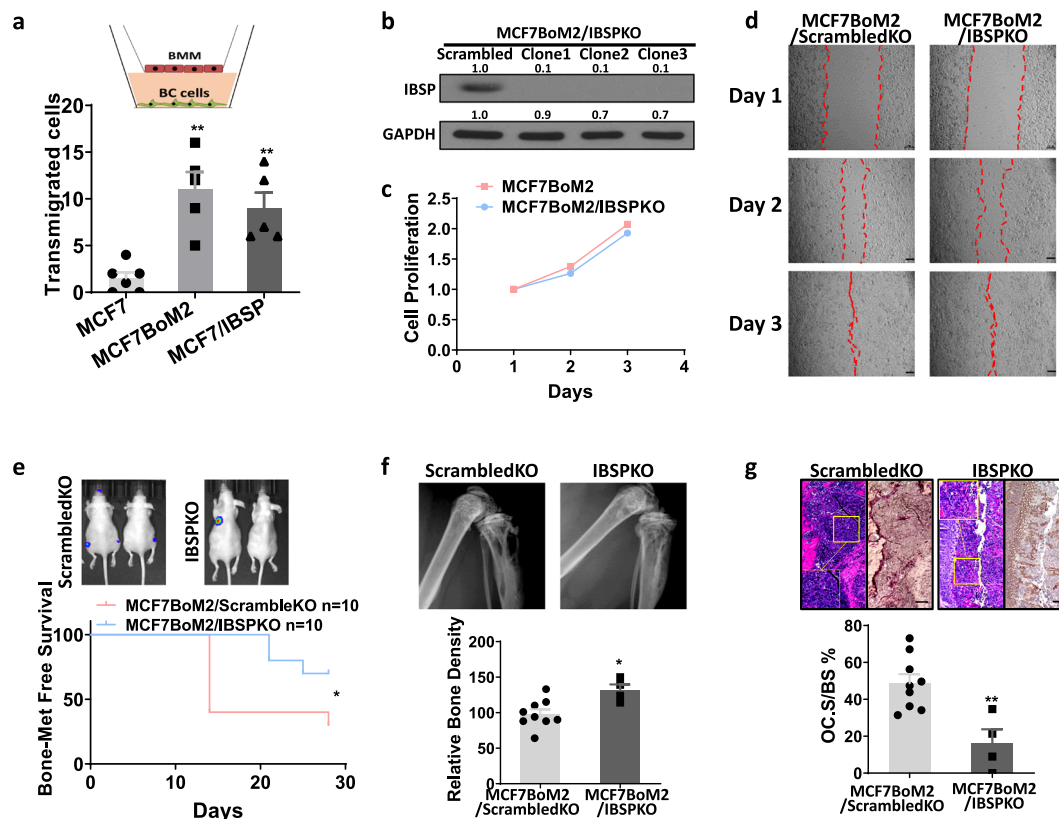 a
BMM
BC cells
Transmigrated cells
20
15
10
5
0
**
**
MCF7
MCF7BoM2
MCF7/IBSP
b
MCF7BoM2/IBSPKO
Scrambled Clone1 Clone2 Clone3
1.0 0.1 0.1 0.1
IBSP
1.0 0.9 0.7 0.7
GAPDH
c
MCF7BoM2
MCF7BoM2/IBSPKO
Cell Proliferation
2.5
2.0
1.5
1.0
0.5
0.0
0 1 2 3 4
Days
d
MCF7BoM2 MCF7BoM2
/ScrambledKO /IBSPKO
Day 1
Day 2
Day 3
e
ScrambledKO
IBSPKO
MCF7BoM2/ScrambleKO n=10
MCF7BoM2/IBSPKO n=10
Bone-Met Free Survival
100
50
0
*
0 10 20 30
Days
f
ScrambledKO IBSPKO
Relative Bone Density
200
150
100
50
0
*
MCF7BoM2 MCF7BoM2
/ScrambledKO /IBSPKO
g
ScrambledKO IBSPKO
OC.S/BS %
80
60
40
20
0
**
MCF7BoM2 MCF7BoM2
/ScrambledKO /IBSPKO